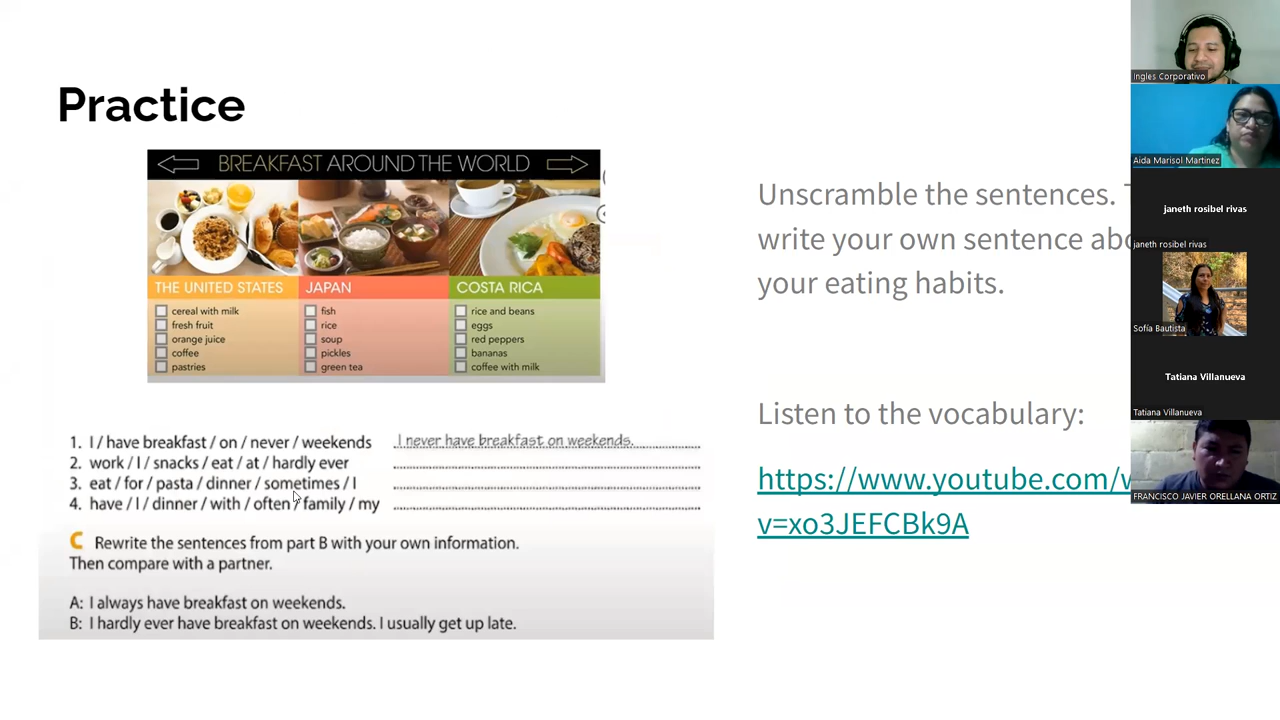 Practice
BREAKFAST AROUND THE WORLD
THE UNITED STATES
cereal with milk
fresh fruit
orange juice
coffee
pastries
JAPAN
fish
rice
soup
pickles
green tea
COSTA RICA
rice and beans
eggs
red peppers
bananas
coffee with milk
1. I / have breakfast / on / never / weekends I never have breakfast on weekends.
2. work / I / snacks / eat / at / hardly ever
3. eat / for / pasta / dinner / sometimes / I
4. have / I / dinner / with / often / family / my
C Rewrite the sentences from part B with your own information.
Then compare with a partner.
A: I always have breakfast on weekends.
B: I hardly ever have breakfast on weekends. I usually get up late.
Unscramble the sentences.
write your own sentence
your eating habits.
Listen to the vocabulary:
https://www.youtube.com/
v=xo3JEFCBk9A
Ingles Corporativo
Aida Marisol Martinez
janeth rosibel rivas
janeth rosibel rivas
Sofía Bautista
Tatiana Villanueva
Tatiana Villanueva
FRANCISCO JAVIER ORELLANA ORTIZ